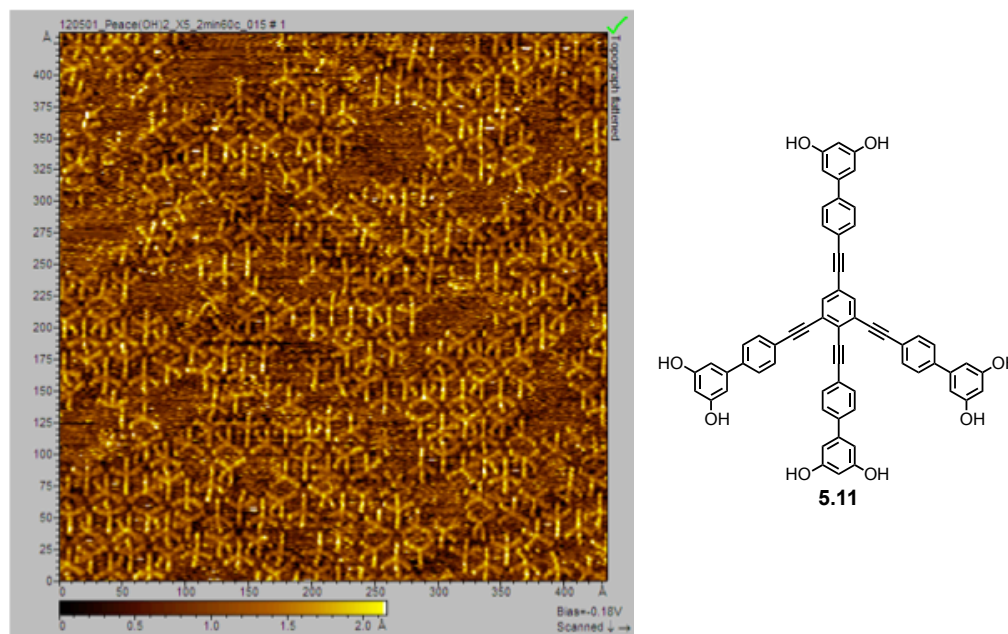 120501_Peace(OH)2_X5_2min60c_015 # 1
Å
Topograph flattened
400
375
350
325
300
275
250
225
200
175
150
125
100
75
50
25
0
0 50 100 150 200 250 300 350 400 Å
0 0.5 1.0 1.5 2.0 Å
Bias=-0.18V
Scanned ↓ →
HO OH
HO OH
OH OH
HO OH
5.11